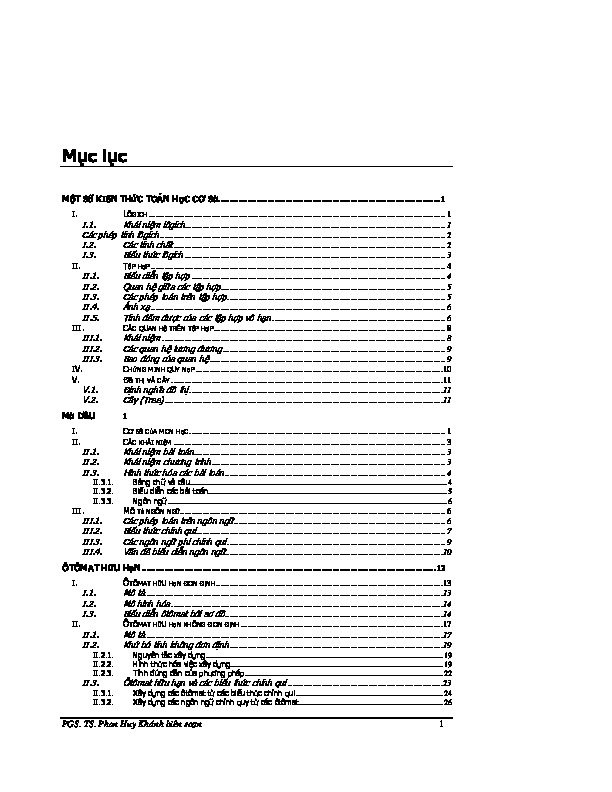 Mục lục
MỘT SỐ KIẾN THỨC TOÁN HỌC CƠ SỞ ........ 1
I. LÔGICH ........ 1
I.1. Khái niệm lôgích ........ 1
Các phép tính lôgích ........ 2
I.2. Các tính chất ........ 2
I.3. Biểu thức lôgích ........ 3
II. TẬP HỢP ........ 4
II.1. Biểu diễn tập hợp ........ 4
II.2. Quan hệ giữa các tập hợp ........ 5
II.3. Các phép toán trên tập hợp ........ 5
II.4. Ánh xạ ........ 6
II.5. Tính đếm được của các tập hợp vô hạn ........ 6
III. CÁC QUAN HỆ TRÊN TẬP HỢP ........ 8
III.1. Khái niệm ........ 8
III.2. Các quan hệ tương đương ........ 9
III.3. Bao đóng của quan hệ ........ 9
IV. CHỨNG MINH QUY NẠP ........ 10
V. ĐỒ THỊ VÀ CÂY ........ 11
V.1. Định nghĩa đồ thị ........ 11
V.2. Cây (Tree) ........ 11
MỞ ĐẦU 1
I. CƠ SỞ CỦA MÔN HỌC ........ 1
II. CÁC KHÁI NIỆM ........ 3
II.1. Khái niệm bài toán ........ 3
II.2. Khái niệm chương trình ........ 3
II.3. Hình thức hóa các bài toán ........ 4
II.3.1. Bảng chữ và câu ........ 4
II.3.2. Biểu diễn các bài toán ........ 5
II.3.3. Ngôn ngữ ........ 6
III. MÔ TẢ NGÔN NGỮ ........ 6
III.1. Các phép toán trên ngôn ngữ ........ 6
III.2. Biểu thức chính qui ........ 7
III.3. Các ngôn ngữ phi chính qui ........ 9
III.4. Vấn đề biểu diễn ngôn ngữ ........ 10
ÔTÔMAT HỮU HẠN ........ 13
I. ÔTÔMAT HỮU HẠN ĐƠN ĐỊNH ........ 13
I.1. Mô tả ........ 13
I.2. Mô hình hóa ........ 14
I.3. Biểu diễn ôtômat bởi sơ đồ ........ 14
II. ÔTÔMAT HỮU HẠN KHÔNG ĐƠN ĐỊNH ........ 17
II.1. Mô tả ........ 17
II.2. Khử bỏ tính không đơn định ........ 19
II.2.1. Nguyên tắc xây dựng ........ 19
II.2.2. Hình thức hóa việc xây dựng ........ 19
II.2.3. Tính đúng đắn của phương pháp ........ 22
II.3. Ôtômat hữu hạn và các biểu thức chính qui ........ 23
II.3.1. Xây dựng các ôtômat từ các biểu thức chính qui ........ 24
II.3.2. Xây dựng các ngôn ngữ chính quy từ các ôtômat ........ 26
PGS. TS. Phan Huy Khánh biên soạn 1